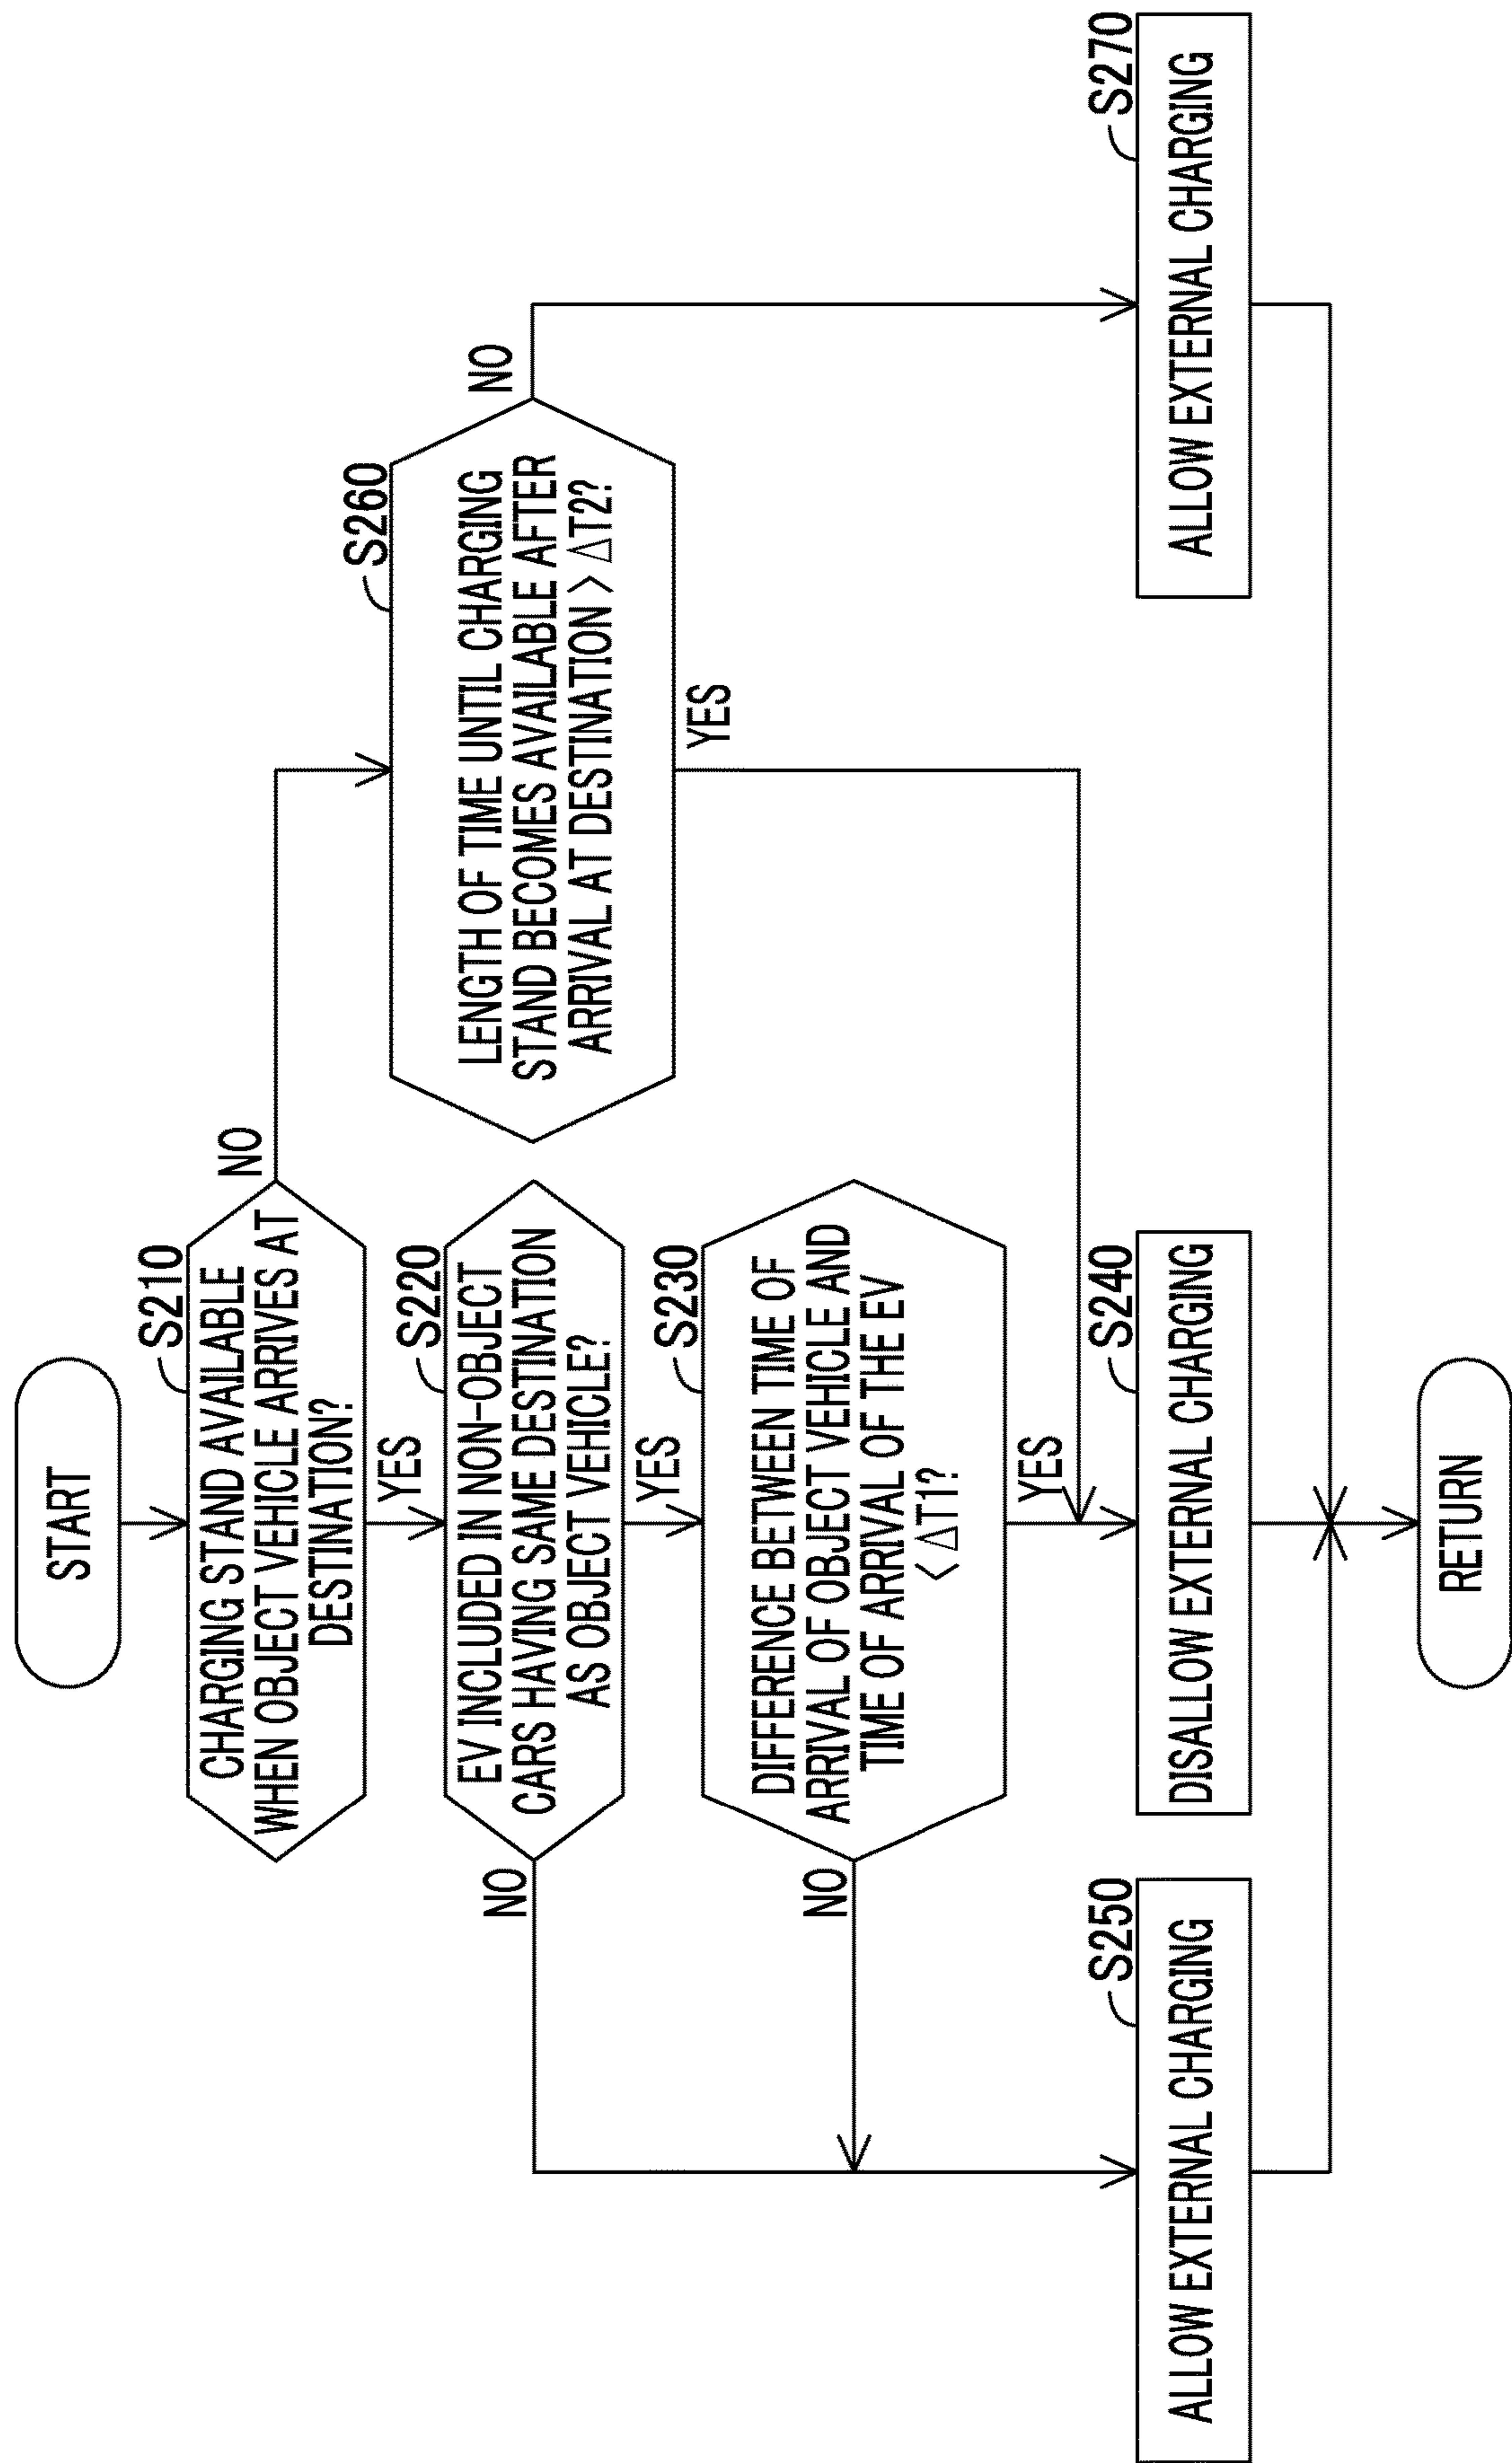 START
S210
CHARGING STAND AVAILABLE
WHEN OBJECT VEHICLE ARRIVES AT
DESTINATION?
NO
YES
S220
EV INCLUDED IN NON-OBJECT
CARS HAVING SAME DESTINATION
AS OBJECT VEHICLE?
NO
YES
S230
DIFFERENCE BETWEEN TIME OF
ARRIVAL OF OBJECT VEHICLE AND
TIME OF ARRIVAL OF THE EV
< △T1?
NO
YES
S260
LENGTH OF TIME UNTIL CHARGING
STAND BECOMES AVAILABLE AFTER
ARRIVAL AT DESTINATION > △T2?
NO
YES
S250
ALLOW EXTERNAL CHARGING
S240
DISALLOW EXTERNAL CHARGING
S270
ALLOW EXTERNAL CHARGING
RETURN